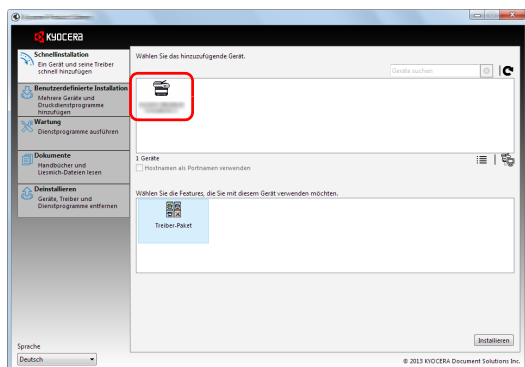 KYOCERA
Schnellinstallation
Ein Gerät und seine Treiber
schnell hinzufügen
Benutzerdefinierte Installation
Mehrere Geräte und
Druckdienstprogramme
hinzufügen
Wartung
Dienstprogramme ausführen
Dokumente
Handbücher und
Liesmich-Dateien lesen
Deinstallieren
Geräte, Treiber und
Dienstprogramme entfernen
Sprache
Deutsch
Wählen Sie das hinzuzufügende Gerät.
Geräte suchen
1 Geräte
Hostnamen als Portnamen verwenden
Wählen Sie die Features, die Sie mit diesem Gerät verwenden möchten.
Treiber-Paket
Installieren
© 2013 KYOCERA Document Solutions Inc.